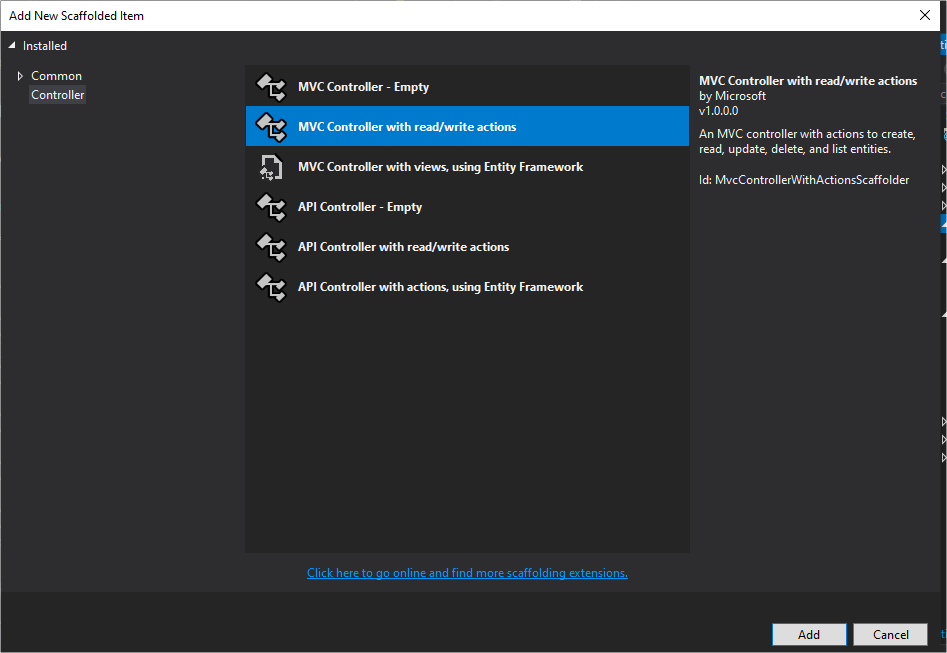 Add New Scaffolded Item
Installed
Common
Controller
MVC Controller - Empty
MVC Controller with read/write actions
MVC Controller with views, using Entity Framework
API Controller - Empty
API Controller with read/write actions
API Controller with actions, using Entity Framework
MVC Controller with read/write actions
by Microsoft
v1.0.0.0
An MVC controller with actions to create,
read, update, delete, and list entities.
Id: MvcControllerWithActionsScaffolder
Click here to go online and find more scaffolding extensions.
Add
Cancel